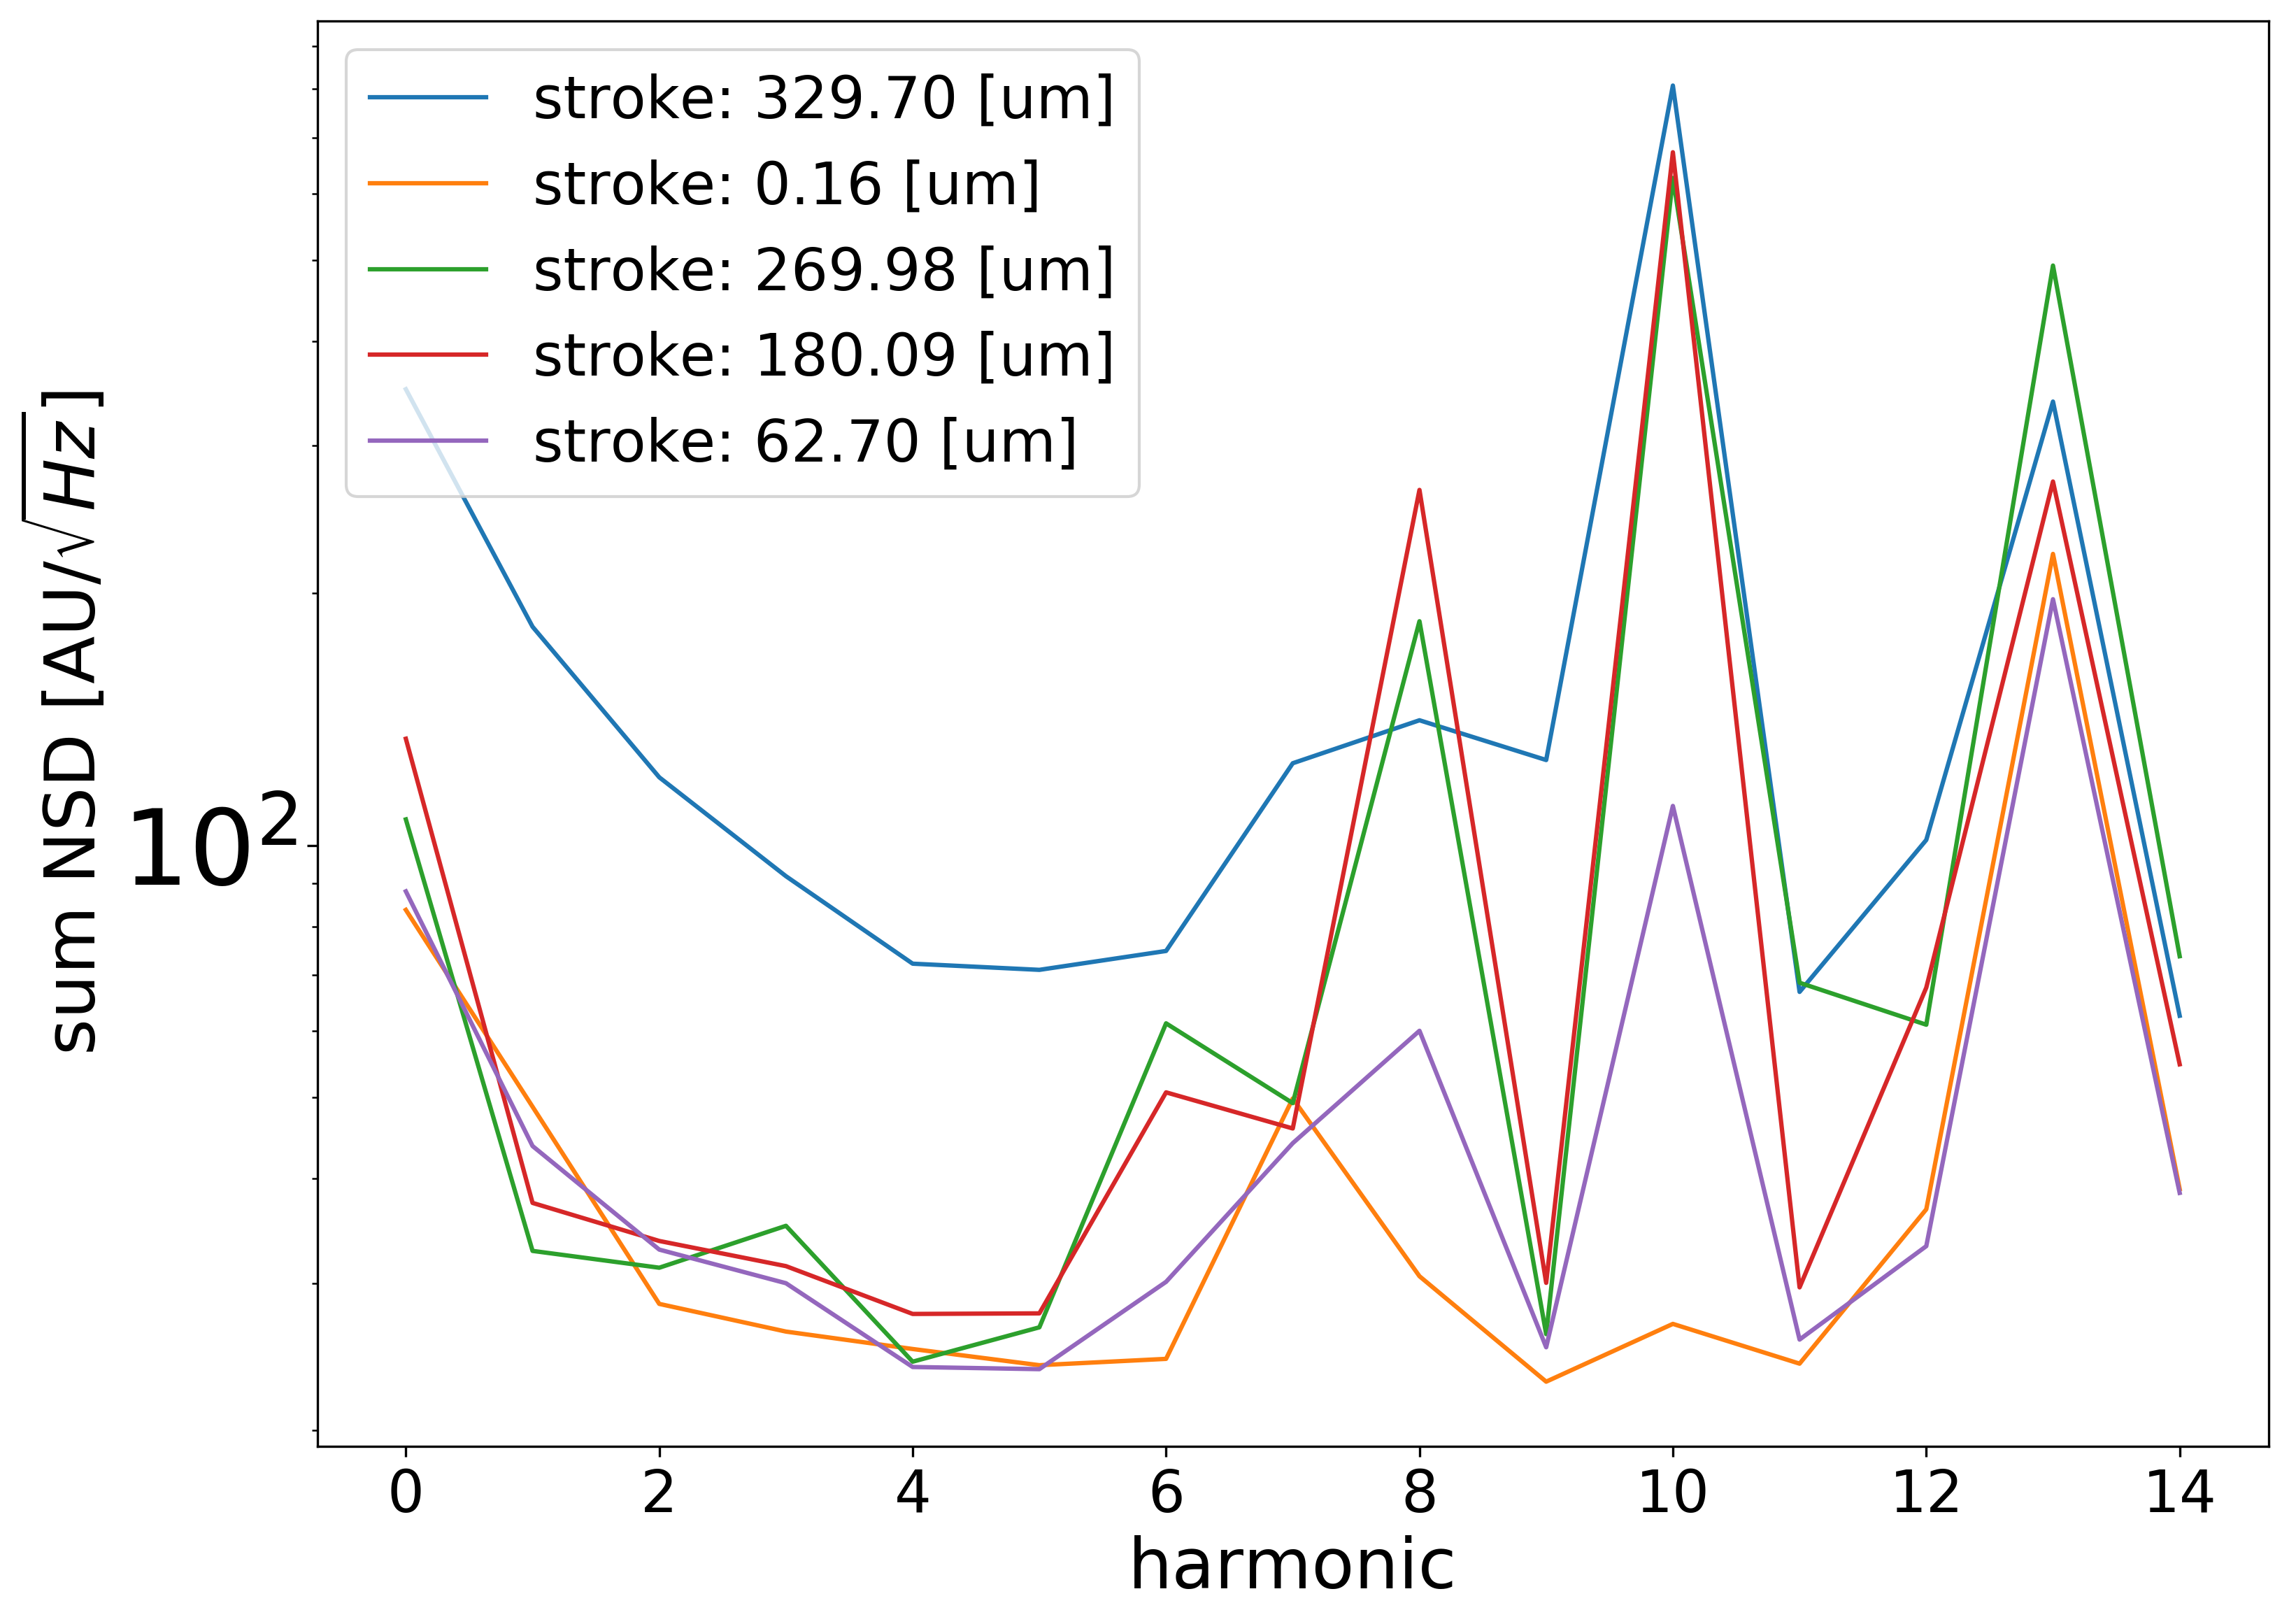 stroke: 329.70 [um]
stroke: 0.16 [um]
stroke: 269.98 [um]
stroke: 180.09 [um]
stroke: 62.70 [um]
sum NSD [AU/√Hz]
10²
0 2 4 6 8 10 12 14
harmonic